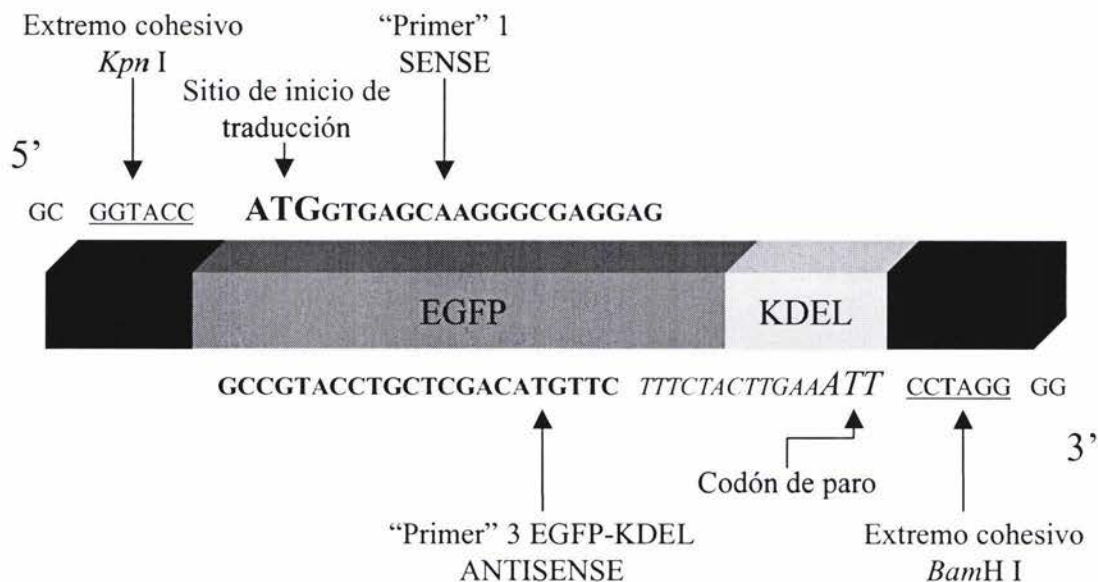 Extremo cohesivo
Kpn I
“Primer” 1
SENSE
Sitio de inicio de
traducción
5’
GC GGTACC ATGGTGAGCAAGGGCGAGGAG
EGFP
KDEL
GCCGTACCTGCTCGACATGTTC TTTCTACTTGAAATT CCTAGG GG
3’
Codón de paro
“Primer” 3 EGFP-KDEL
ANTISENSE
Extremo cohesivo
BamH I